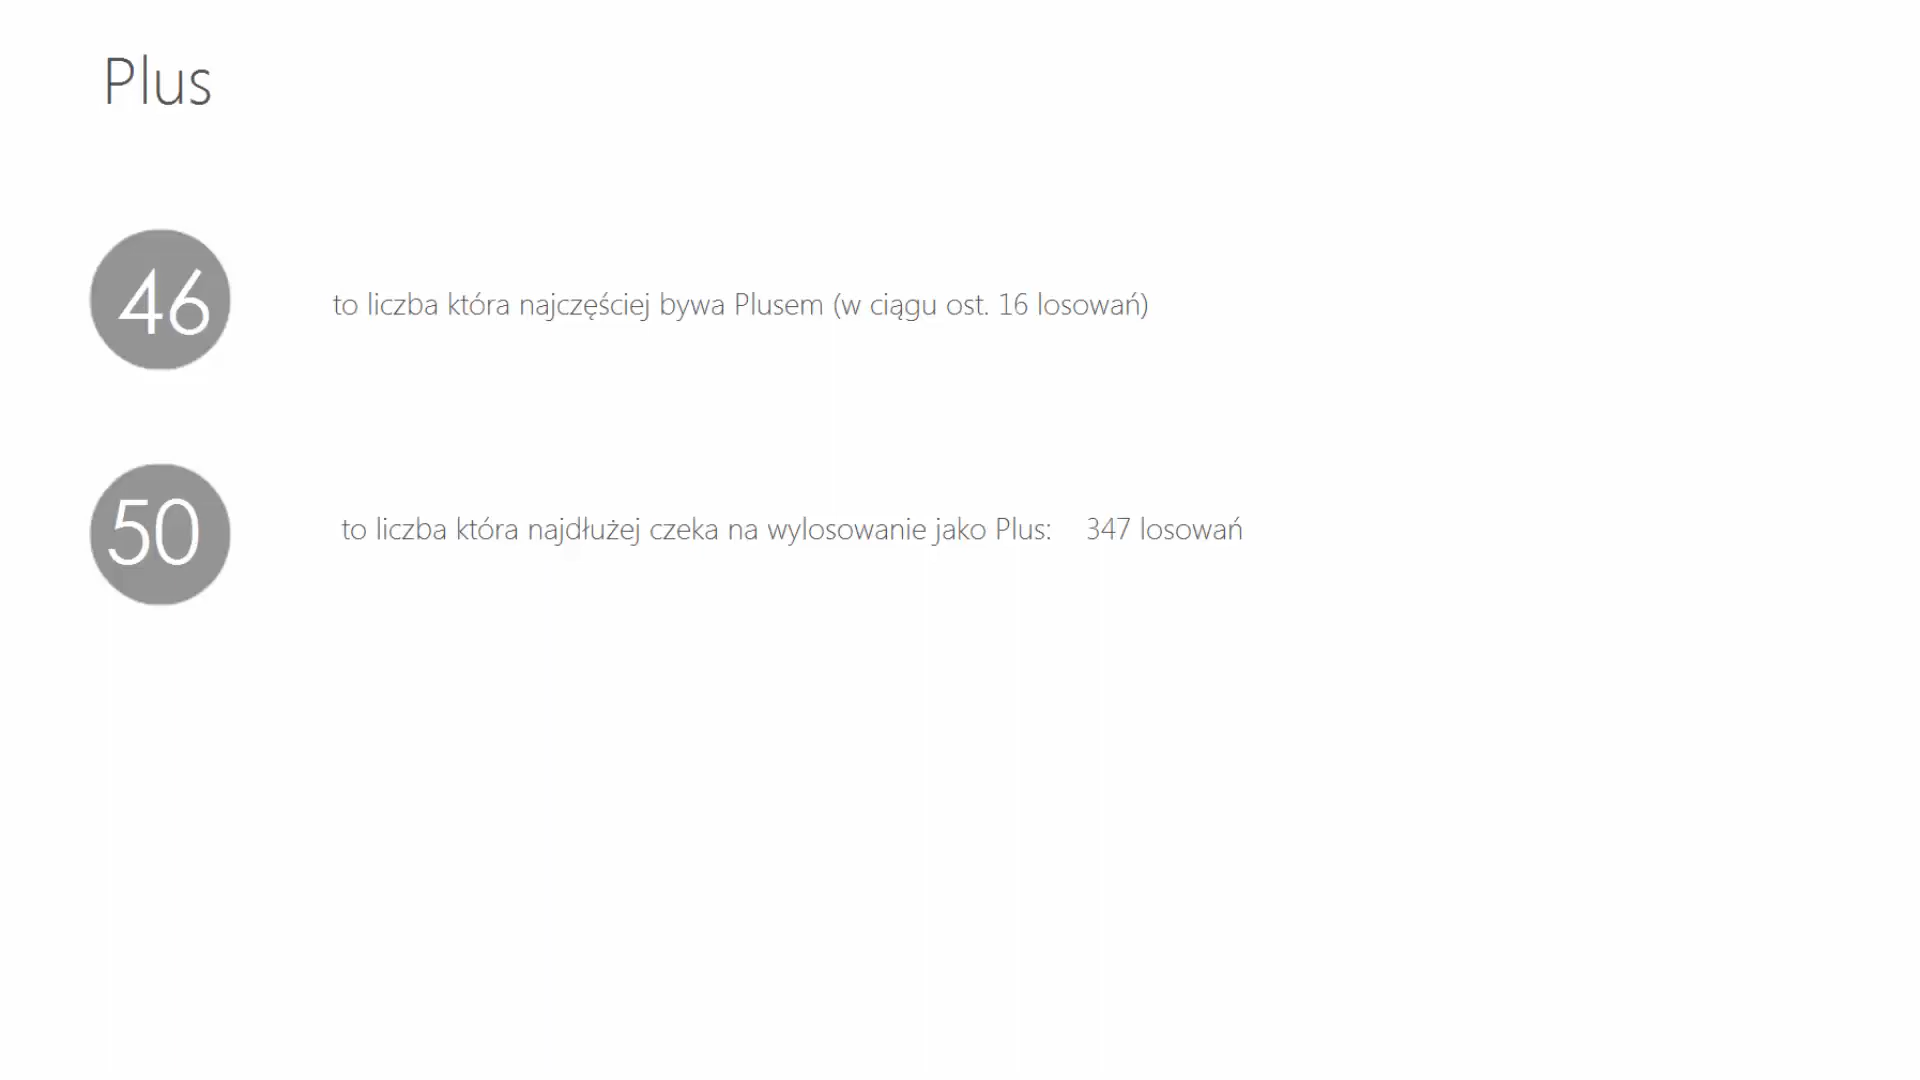 Plus
46
to liczba która najczęściej bywa Plusem (w ciągu ost. 16 losowań)
50
to liczba która najdłużej czeka na wylosowanie jako Plus: 347 losowań